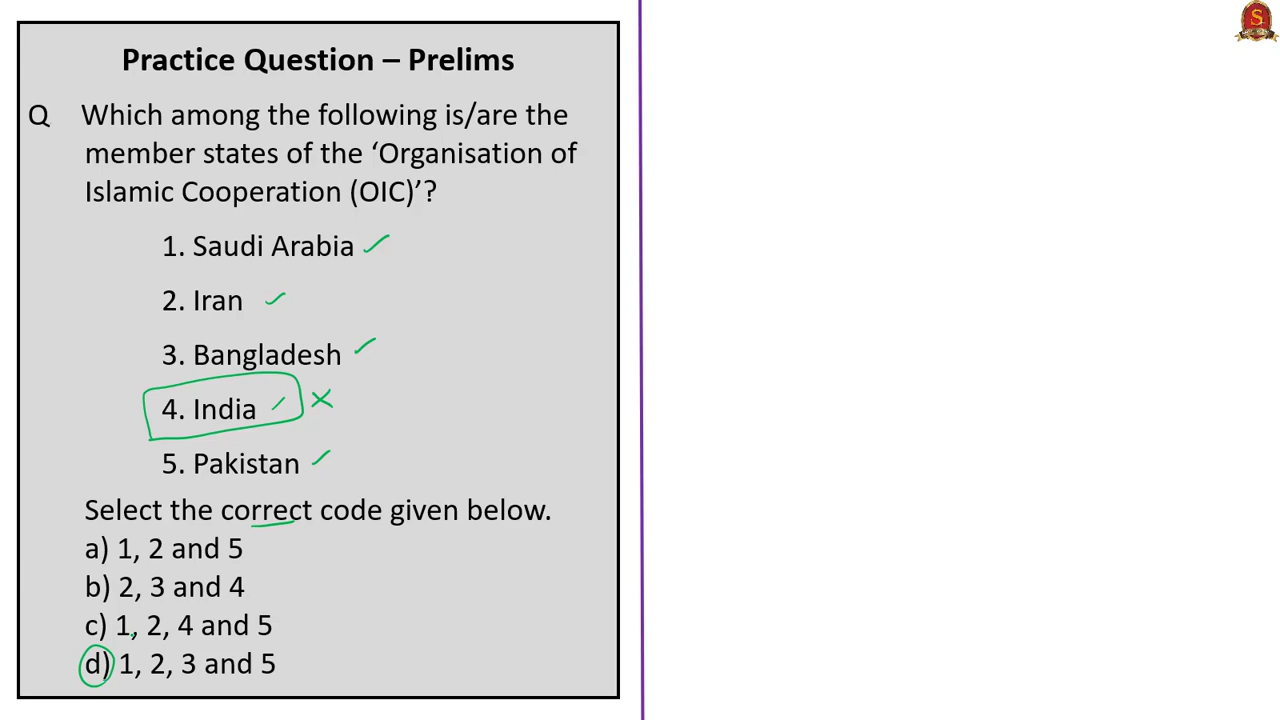 Practice Question – Prelims
Q Which among the following is/are the
member states of the ‘Organisation of
Islamic Cooperation (OIC)’?
1. Saudi Arabia
2. Iran
3. Bangladesh
4. India
5. Pakistan
Select the correct code given below.
a) 1, 2 and 5
b) 2, 3 and 4
c) 1, 2, 4 and 5
d) 1, 2, 3 and 5
S